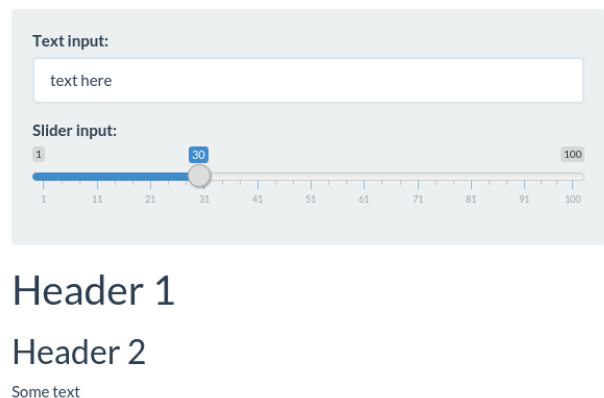 Text input:
text here
Slider input:
1 30 100
1 11 21 31 41 51 61 71 81 91 100
Header 1
Header 2
Some text